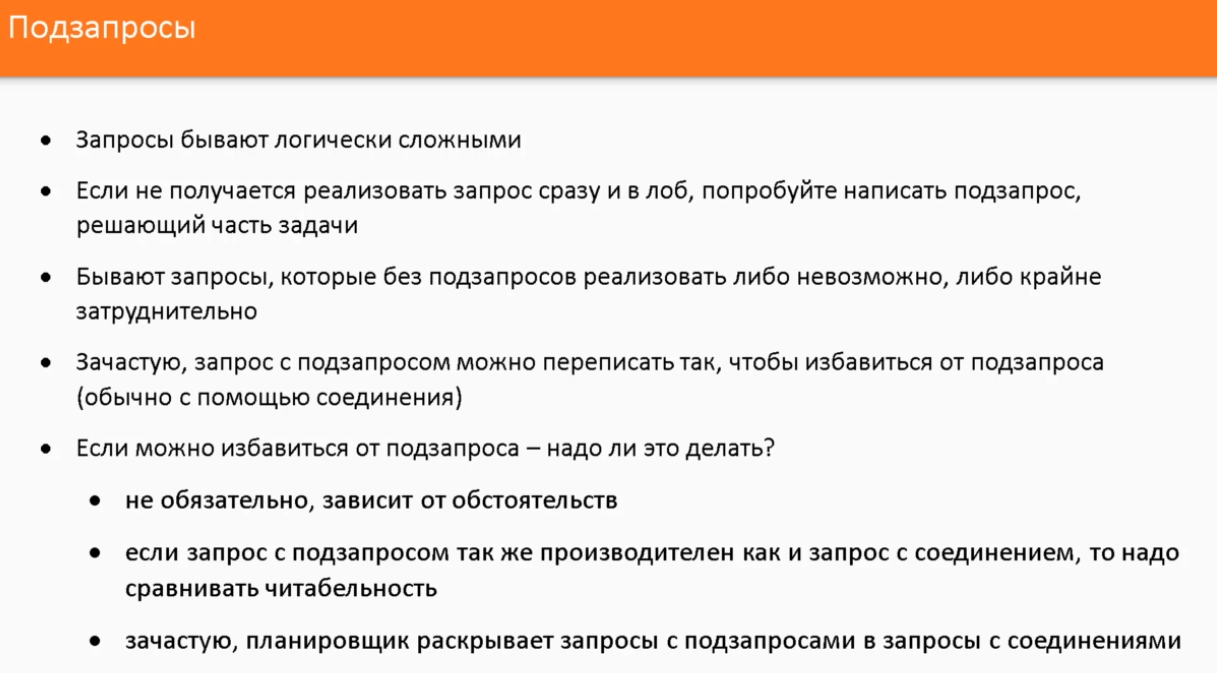 Подзапросы
• Запросы бывают логически сложными
• Если не получается реализовать запрос сразу и в лоб, попробуйте написать подзапрос,
решающий часть задачи
• Бывают запросы, которые без подзапросов реализовать либо невозможно, либо крайне
затруднительно
• Зачастую, запрос с подзапросом можно переписать так, чтобы избавиться от подзапроса
(обычно с помощью соединения)
• Если можно избавиться от подзапроса – надо ли это делать?
• не обязательно, зависит от обстоятельств
• если запрос с подзапросом так же производителен как и запрос с соединением, то надо
сравнивать читабельность
• зачастую, планировщик раскрывает запросы с подзапросами в запросы с соединениями